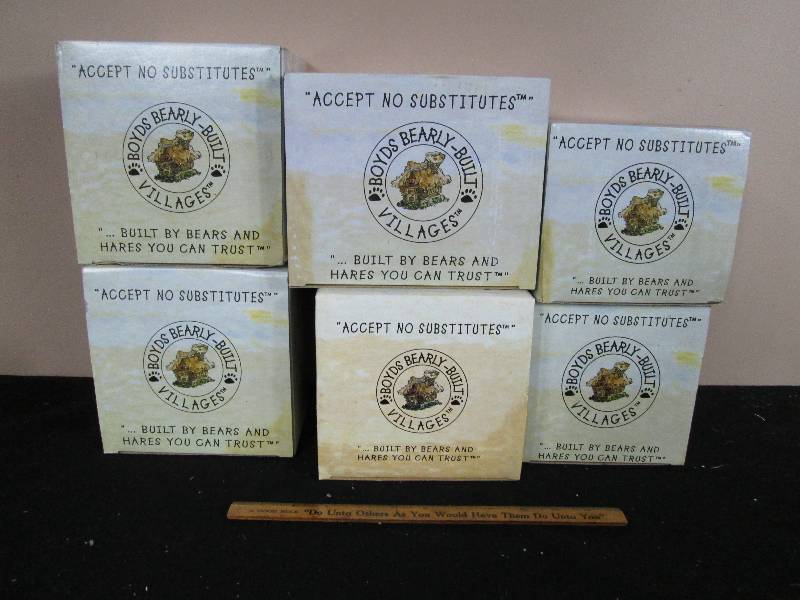 "ACCEPT NO SUBSTITUTES™"
BOYDS BEARLY-BUILT
VILLAGES™
"... BUILT BY BEARS AND
HARES YOU CAN TRUST™"
"ACCEPT NO SUBSTITUTES™"
BOYDS BEARLY-BUILT
VILLAGES™
"... BUILT BY BEARS AND
HARES YOU CAN TRUST™"
"ACCEPT NO SUBSTITUTES™"
BOYDS BEARLY-BUILT
VILLAGES™
"... BUILT BY BEARS AND
HARES YOU CAN TRUST™"
"ACCEPT NO SUBSTITUTES™"
BOYDS BEARLY-BUILT
VILLAGES™
"... BUILT BY BEARS AND
HARES YOU CAN TRUST™"
"ACCEPT NO SUBSTITUTES™"
BOYDS BEARLY-BUILT
VILLAGES™
"... BUILT BY BEARS AND
HARES YOU CAN TRUST™"
"ACCEPT NO SUBSTITUTES™"
BOYDS BEARLY-BUILT
VILLAGES™
"... BUILT BY BEARS AND
HARES YOU CAN TRUST™"
A GOOD RULE "Do Unto Others As You Would Have Them Do Unto You"